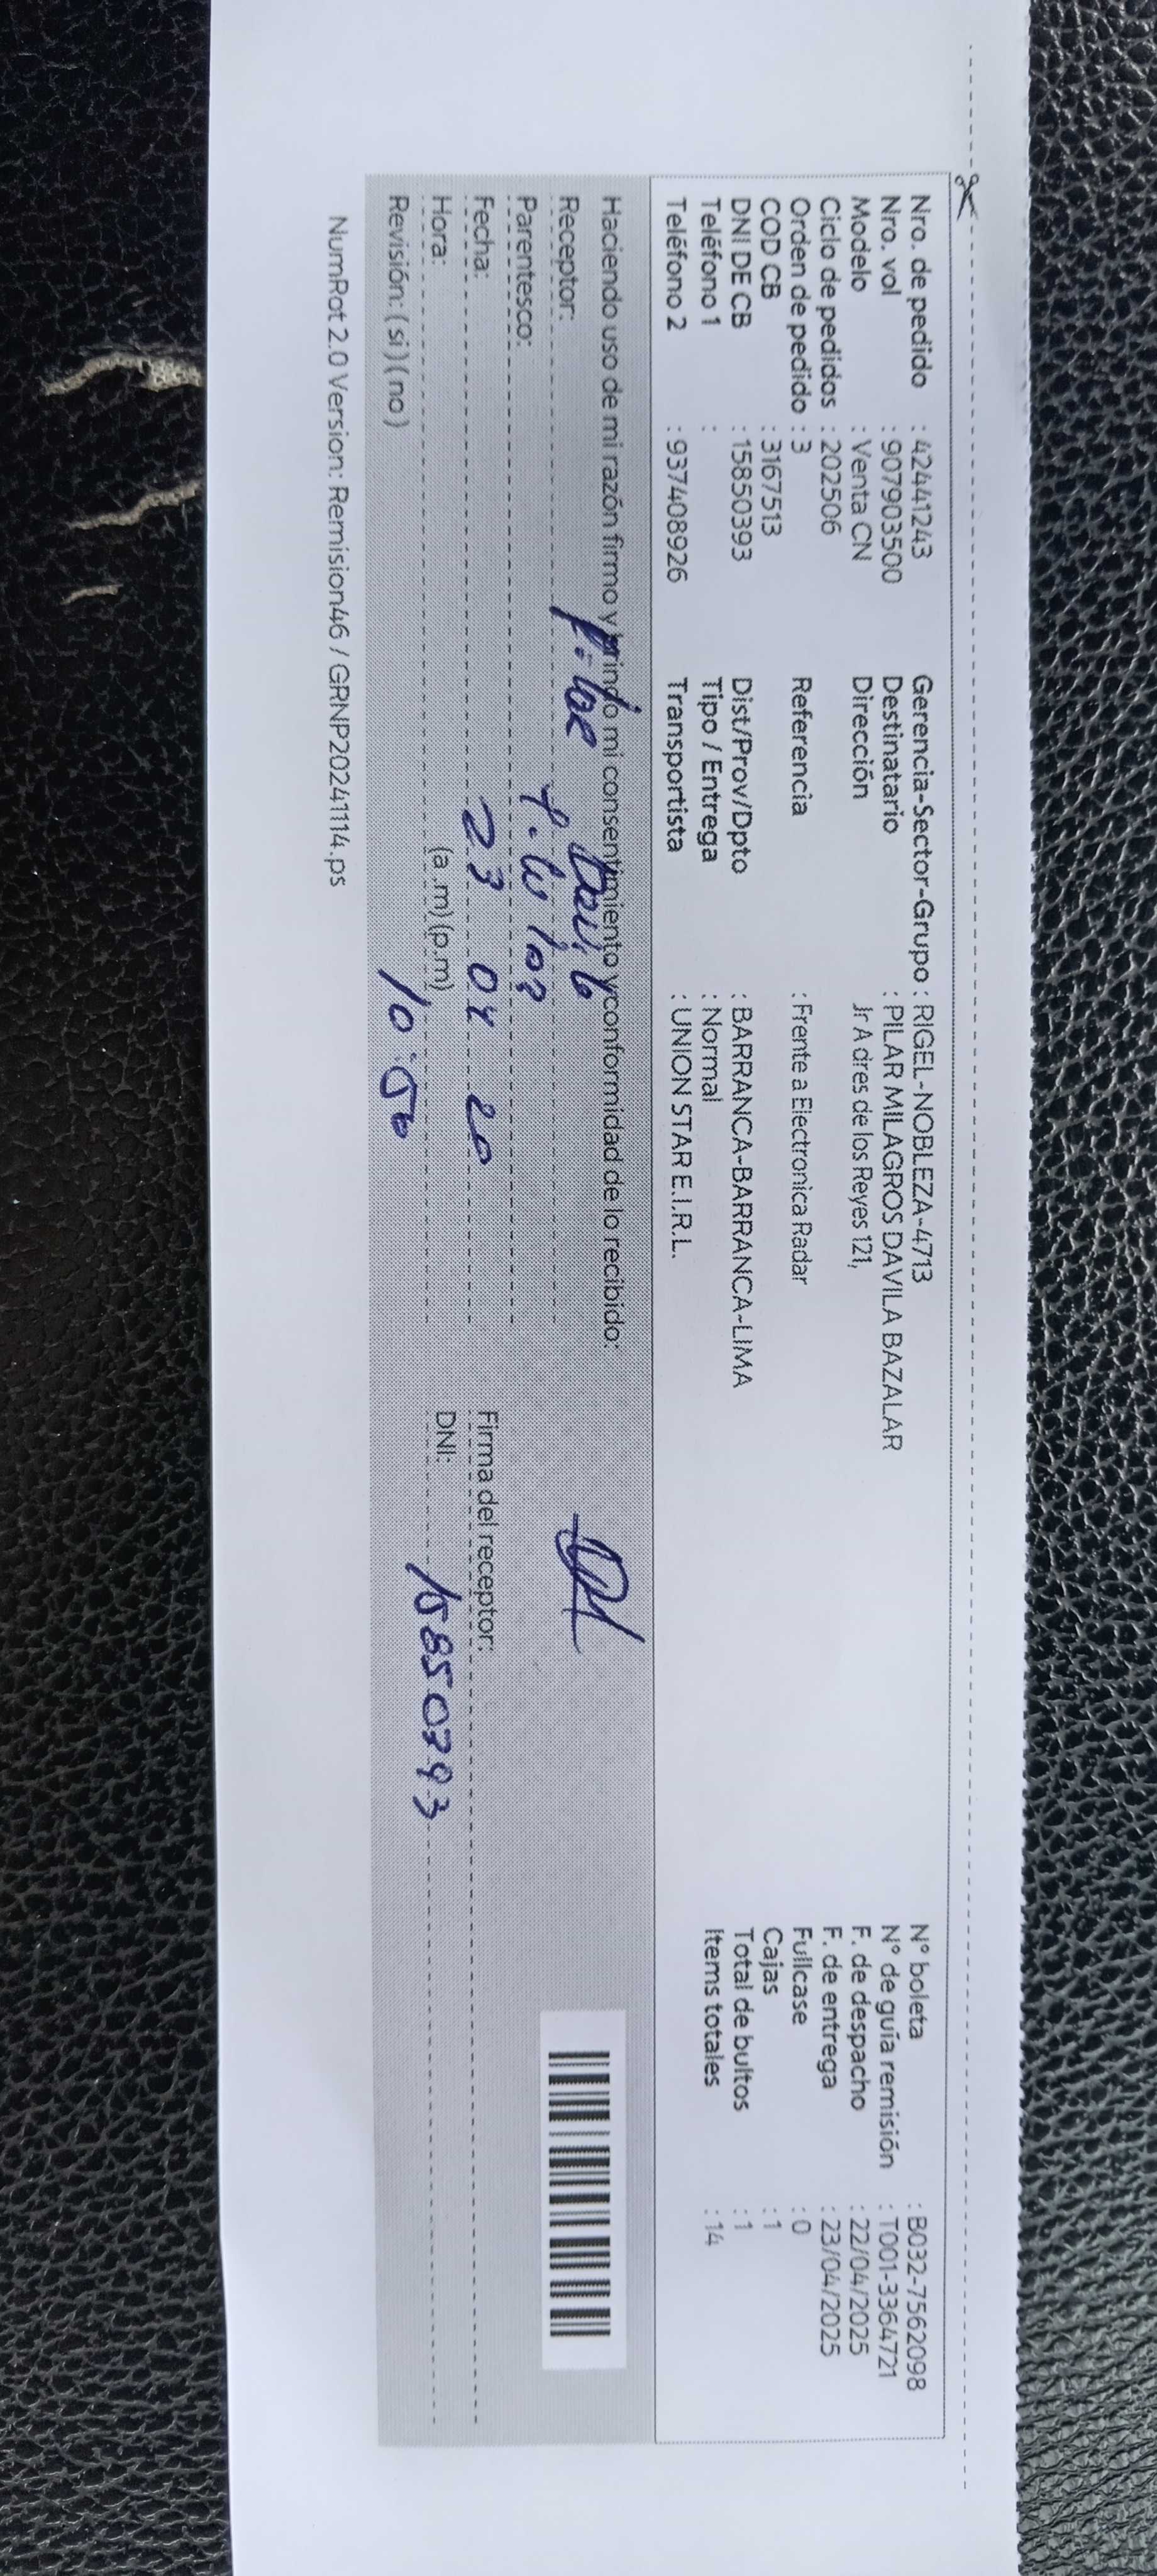 Nro. de pedido : 42441243
Nro. vol : 907903500
Modelo : Venta CN
Ciclo de pedidos : 202506
Orden de pedido : 3
COD CB : 3167513
DNI DE CB : 15850393
Teléfono 1 :
Teléfono 2 : 937408926
Gerencia-Sector-Grupo : RIGEL-NOBLEZA-4713
Destinatario : PILAR MILAGROS DAVILA BAZALAR
Dirección Jr A dres de los Reyes 121,
Referencia : Frente a Electronica Radar
Dist/Prov/Dpto : BARRANCA-BARRANCA-LIMA
Tipo / Entrega : Normal
Transportista : UNION STAR E.I.R.L.
N° boleta : B032-7562098
N° de guía remisión : T001-3364721
F. de despacho : 22/04/2025
F. de entrega : 23/04/2025
Fullcase : 0
Cajas : 1
Total de bultos : 1
Items totales : 14
Haciendo uso de mi razón firmo y brindo mi consentimiento y conformidad de lo recibido:
Receptor:
Parentesco:
Fecha: 23 04
Hora: (a.m) (p.m)
Revisión: ( si ) ( no ) 10:50
Firma del receptor:
DNI: 15850393
NumRot 2.0 Version: Remision46 / GRNP20241114.ps